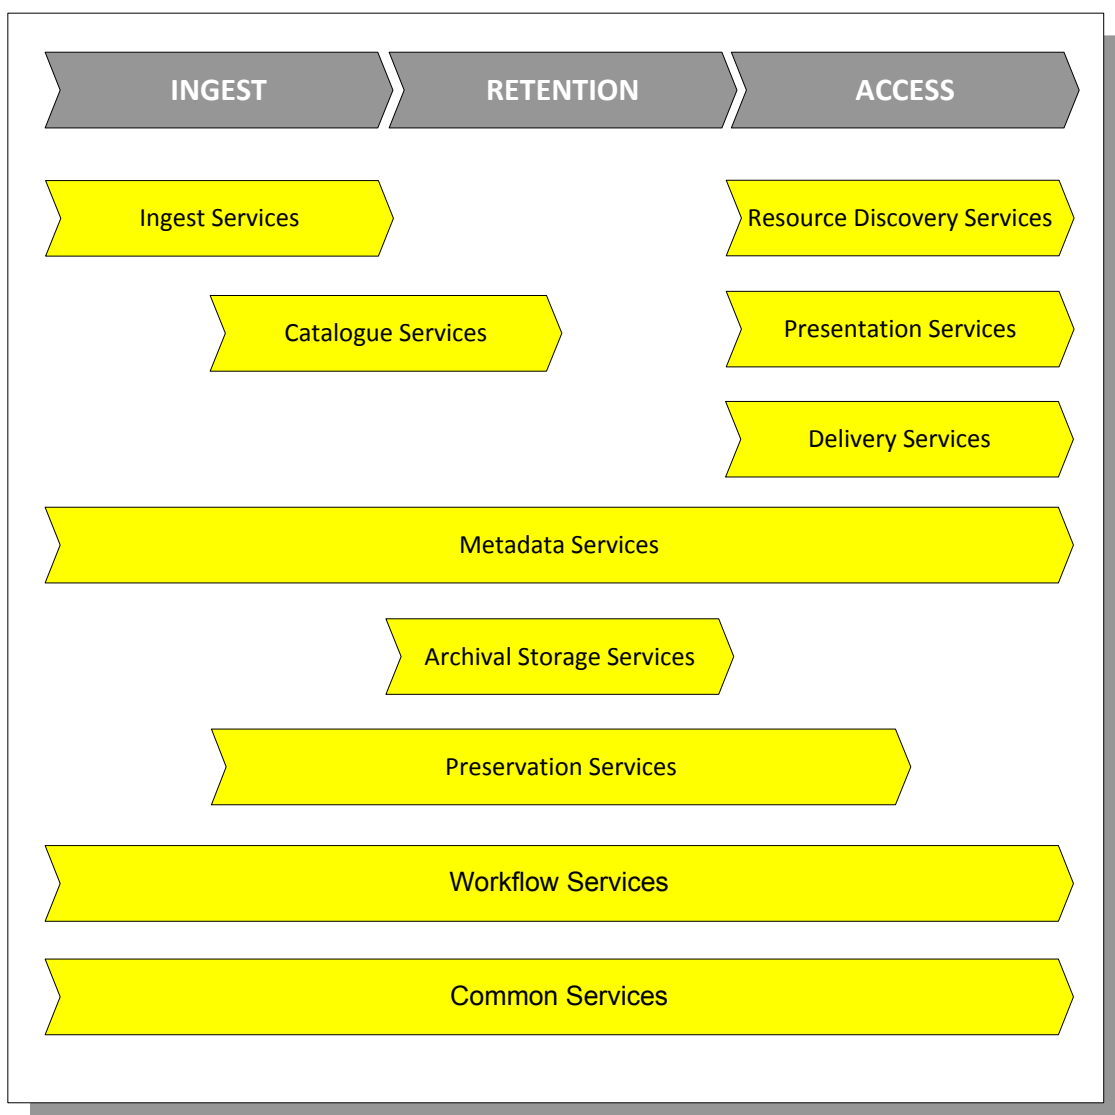 INGEST
RETENTION
ACCESS
Ingest Services
Resource Discovery Services
Catalogue Services
Presentation Services
Delivery Services
Metadata Services
Archival Storage Services
Preservation Services
Workflow Services
Common Services